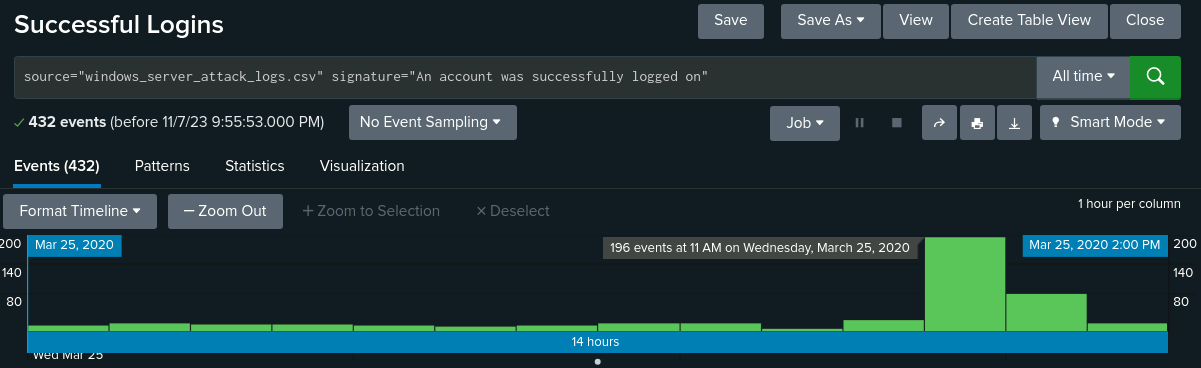 Successful Logins
Save
Save As
View
Create Table View
Close
source="windows_server_attack_logs.csv" signature="An account was successfully logged on"
All time
432 events (before 11/7/23 9:55:53.000 PM)
No Event Sampling
Job
Smart Mode
Events (432)
Patterns
Statistics
Visualization
Format Timeline
— Zoom Out
+ Zoom to Selection
× Deselect
1 hour per column
200
Mar 25, 2020
196 events at 11 AM on Wednesday, March 25, 2020
Mar 25, 2020 2:00 PM
200
140
140
80
80
14 hours
Wed Mar 25